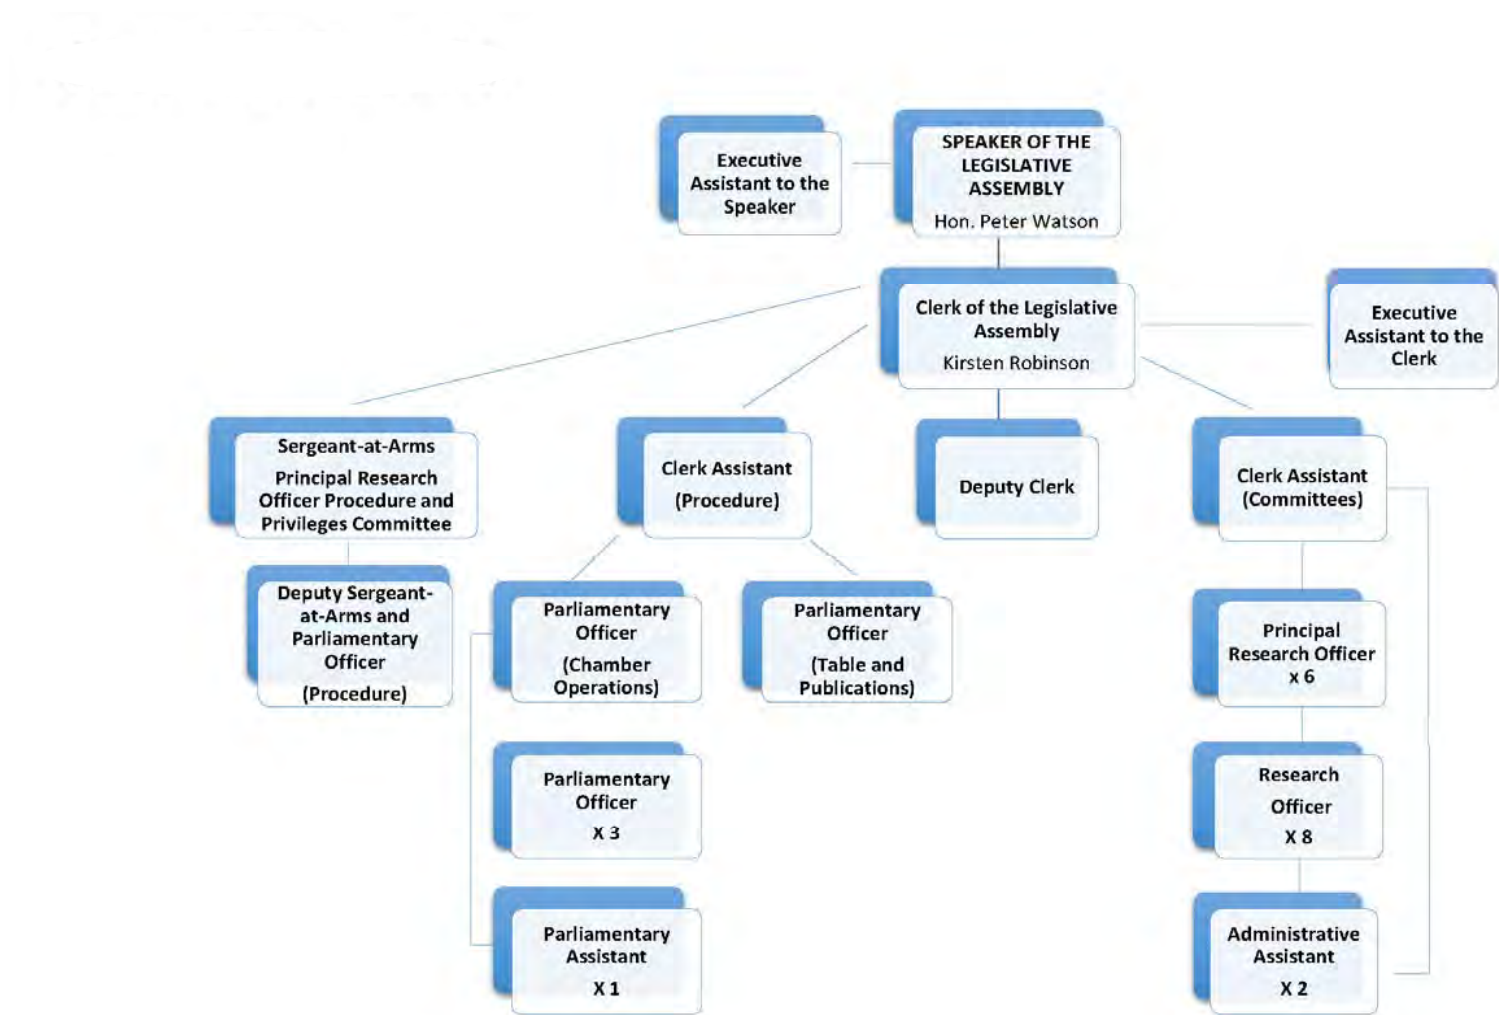 Executive
Assistant to the
Speaker
SPEAKER OF THE
LEGISLATIVE
ASSEMBLY
Hon. Peter Watson
Clerk of the Legislative
Assembly
Kirsten Robinson
Executive
Assistant to the
Clerk
Sergeant-at-Arms
Principal Research
Officer Procedure and
Privileges Committee
Clerk Assistant
(Procedure)
Deputy Clerk
Clerk Assistant
(Committees)
Deputy Sergeant-
at-Arms and
Parliamentary
Officer
(Procedure)
Parliamentary
Officer
(Chamber
Operations)
Parliamentary
Officer
(Table and
Publications)
Principal
Research Officer
x 6
Parliamentary
Officer
X 3
Research
Officer
X 8
Parliamentary
Assistant
X 1
Administrative
Assistant
X 2